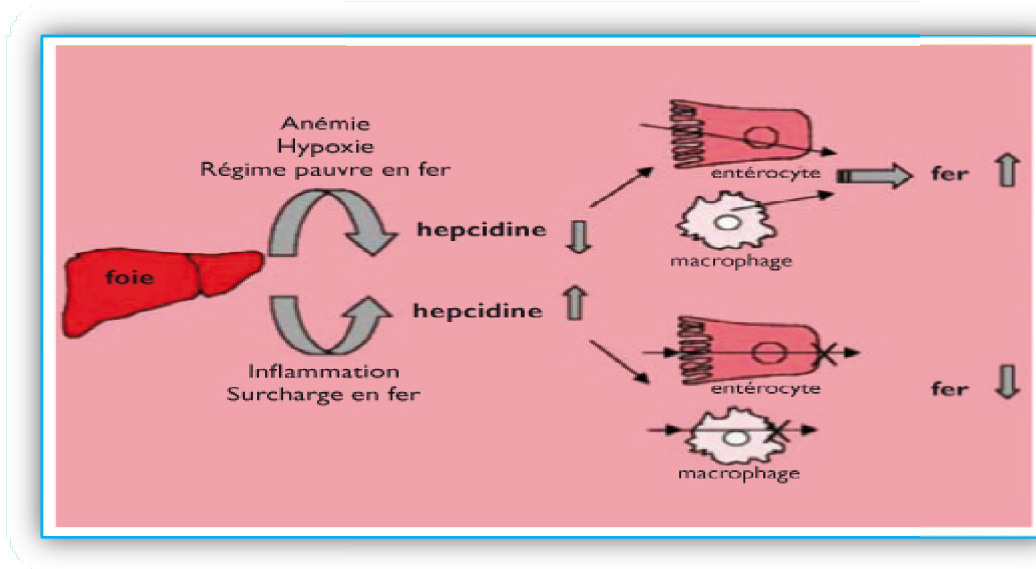 Anémie
Hypoxie
Régime pauvre en fer
foie
hepcidine
hepcidine
Inflammation
Surcharge en fer
entérocyte
macrophage
fer
entérocyte
macrophage
fer